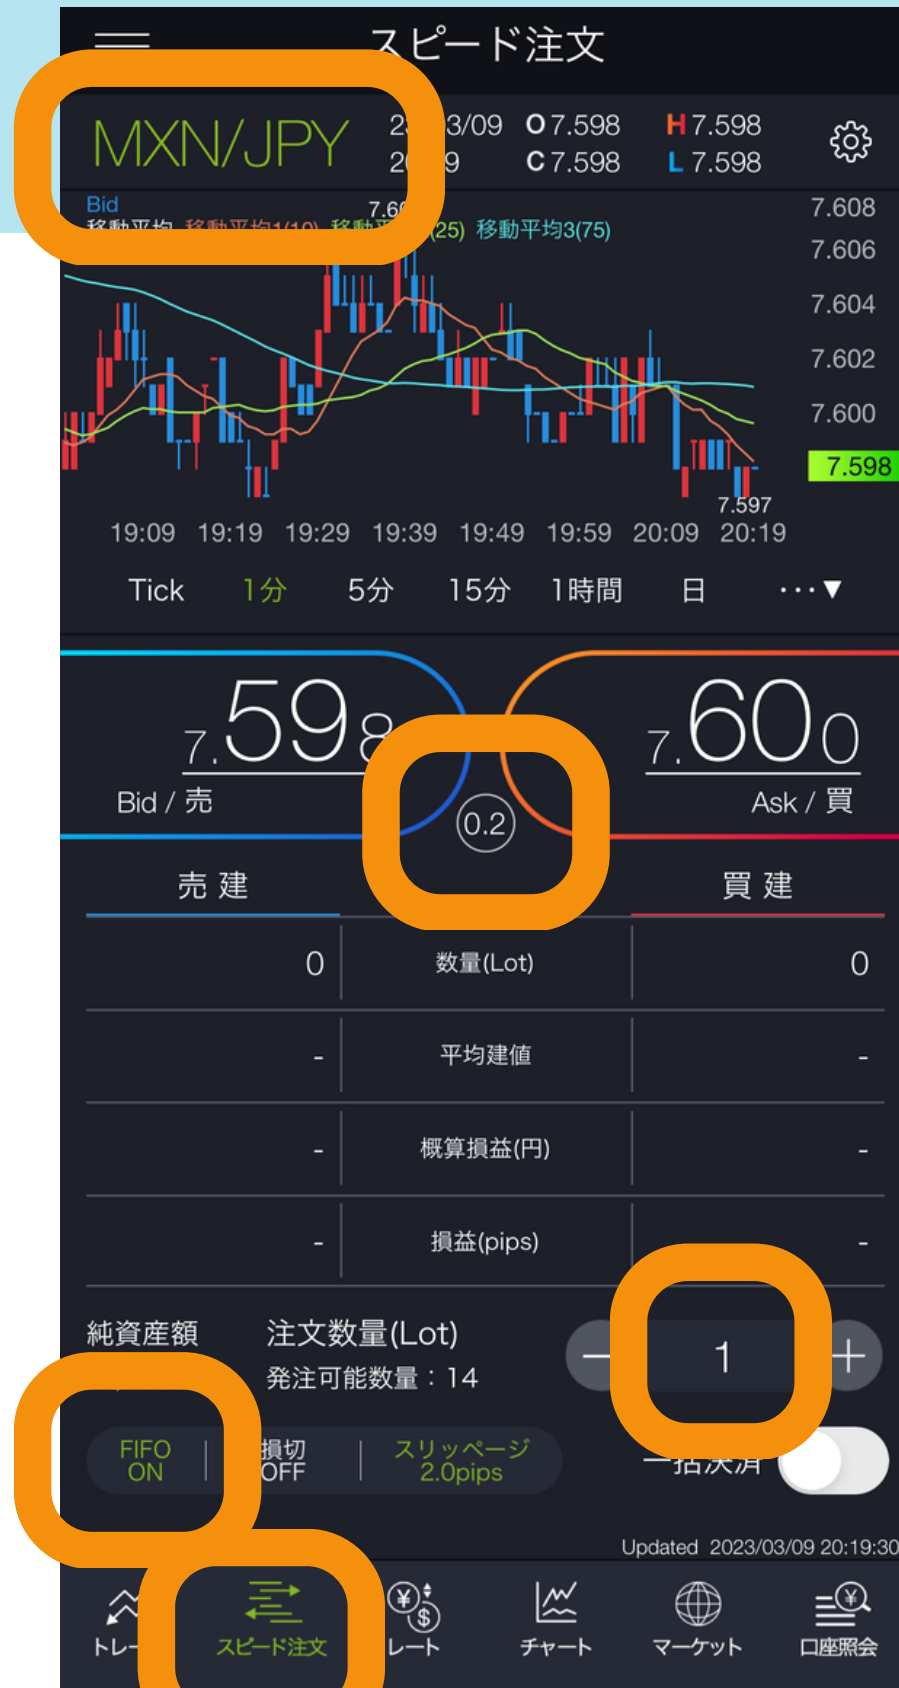 スピード注文
MXN/JPY
3/09 O 7.598 H 7.598
C 7.598 L 7.598
Bid
7.608
移動平均 (25) 移動平均3(75)
7.606
7.604
7.602
7.600
7.598
7.597
19:09 19:19 19:29 19:39 19:49 19:59 20:09 20:19
Tick 1分 5分 15分 1時間 日 ···▼
7.598 7.600
Bid / 売 0.2 Ask / 買
売建 買建
0 数量(Lot) 0
- 平均建値 -
- 概算損益(円) -
- 損益(pips) -
純資産額 注文数量(Lot) − 1 +
発注可能数量：14
FIFO ON 損切 OFF スリッページ 2.0pips 一括決済
Updated 2023/03/09 20:19:30
スピード注文 レート チャート マーケット 口座照会